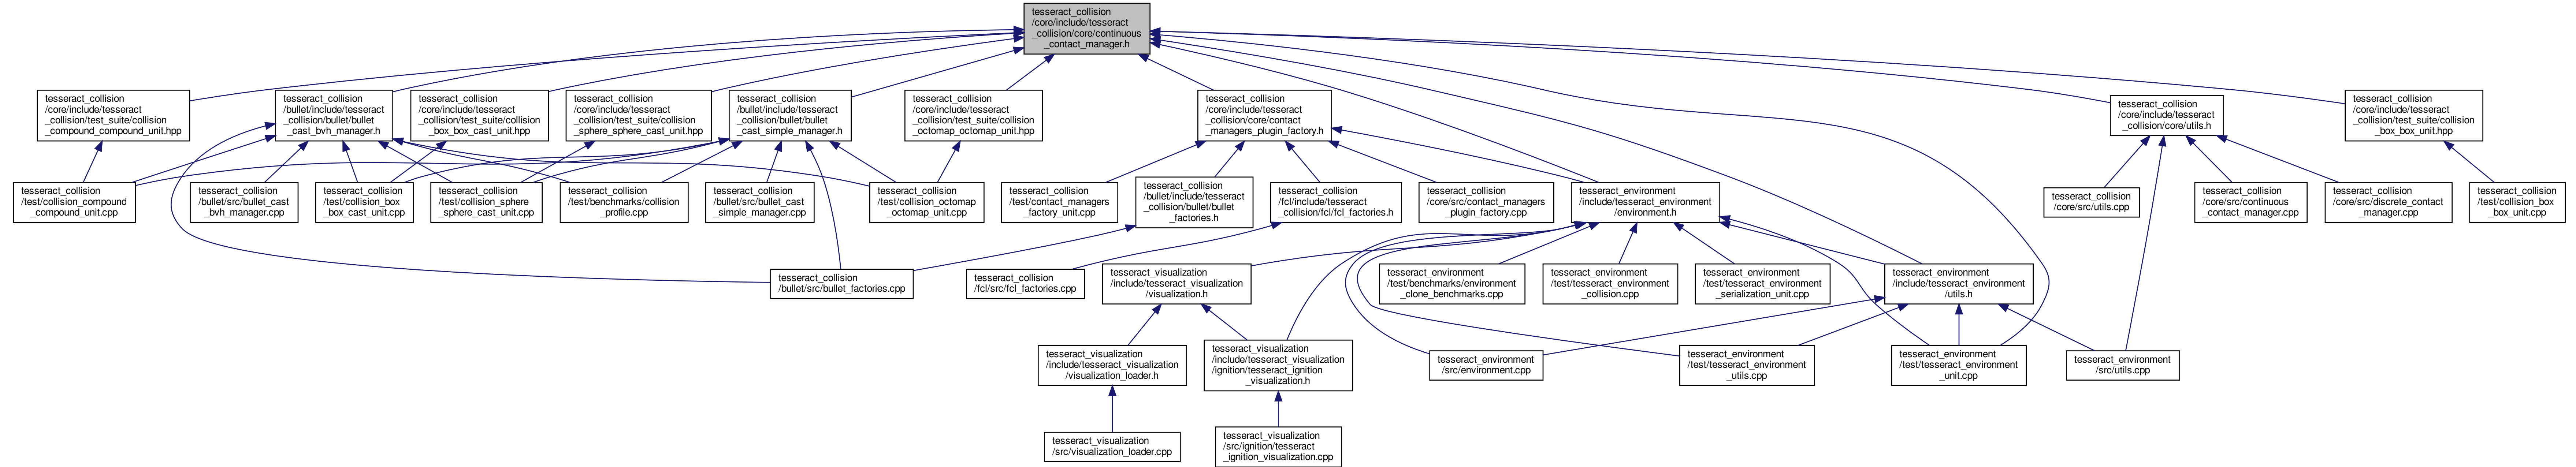 tesseract_collision
/core/include/tesseract
_collision/core/continuous
_contact_manager.h
tesseract_collision
/core/include/tesseract
_collision/test_suite/collision
_compound_compound_unit.hpp
tesseract_collision
/bullet/include/tesseract
_collision/bullet/bullet
_cast_bvh_manager.h
tesseract_collision
/core/include/tesseract
_collision/test_suite/collision
_box_box_cast_unit.hpp
tesseract_collision
/core/include/tesseract
_collision/test_suite/collision
_sphere_sphere_cast_unit.hpp
tesseract_collision
/bullet/include/tesseract
_collision/bullet/bullet
_cast_simple_manager.h
tesseract_collision
/core/include/tesseract
_collision/test_suite/collision
_octomap_octomap_unit.hpp
tesseract_collision
/core/include/tesseract
_collision/core/contact
_managers_plugin_factory.h
tesseract_collision
/core/include/tesseract
_collision/core/utils.h
tesseract_collision
/core/include/tesseract
_collision/test_suite/collision
_box_box_unit.hpp
tesseract_collision
/test/collision_compound
_compound_unit.cpp
tesseract_collision
/bullet/src/bullet_cast
_bvh_manager.cpp
tesseract_collision
/test/collision_box
_box_cast_unit.cpp
tesseract_collision
/test/collision_sphere
_sphere_cast_unit.cpp
tesseract_collision
/test/benchmarks/collision
_profile.cpp
tesseract_collision
/bullet/src/bullet_cast
_simple_manager.cpp
tesseract_collision
/test/collision_octomap
_octomap_unit.cpp
tesseract_collision
/test/contact_managers
_factory_unit.cpp
tesseract_collision
/bullet/include/tesseract
_collision/bullet/bullet
_factories.h
tesseract_collision
/fcl/include/tesseract
_collision/fcl/fcl_factories.h
tesseract_collision
/core/src/contact_managers
_plugin_factory.cpp
tesseract_environment
/include/tesseract_environment
/environment.h
tesseract_collision
/core/src/utils.cpp
tesseract_collision
/core/src/continuous
_contact_manager.cpp
tesseract_collision
/core/src/discrete_contact
_manager.cpp
tesseract_collision
/test/collision_box
_box_unit.cpp
tesseract_collision
/bullet/src/bullet_factories.cpp
tesseract_collision
/fcl/src/fcl_factories.cpp
tesseract_visualization
/include/tesseract_visualization
/visualization.h
tesseract_environment
/test/benchmarks/environment
_clone_benchmarks.cpp
tesseract_environment
/test/tesseract_environment
_collision.cpp
tesseract_environment
/test/tesseract_environment
_serialization_unit.cpp
tesseract_environment
/include/tesseract_environment
/utils.h
tesseract_visualization
/include/tesseract_visualization
/visualization_loader.h
tesseract_visualization
/include/tesseract_visualization
/ignition/tesseract_ignition
_visualization.h
tesseract_environment
/src/environment.cpp
tesseract_environment
/test/tesseract_environment
_utils.cpp
tesseract_environment
/test/tesseract_environment
_unit.cpp
tesseract_environment
/src/utils.cpp
tesseract_visualization
/src/visualization_loader.cpp
tesseract_visualization
/src/ignition/tesseract
_ignition_visualization.cpp